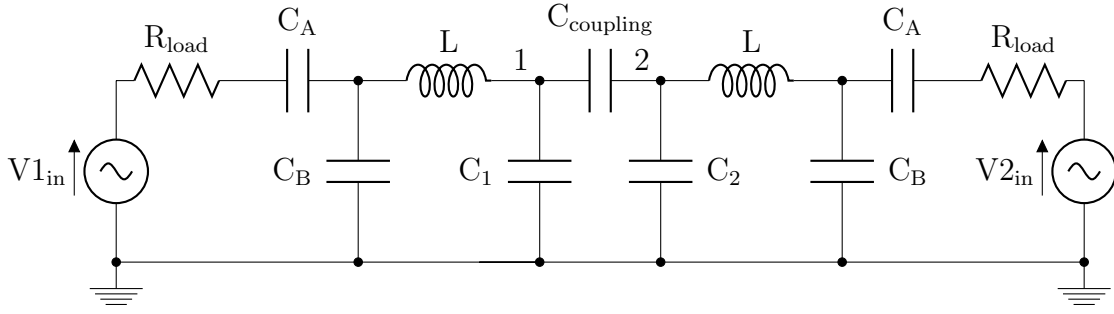 C_A
C_coupling
C_A
R_load
L
1
2
L
R_load
V1_in
C_B
C_1
C_2
C_B
V2_in